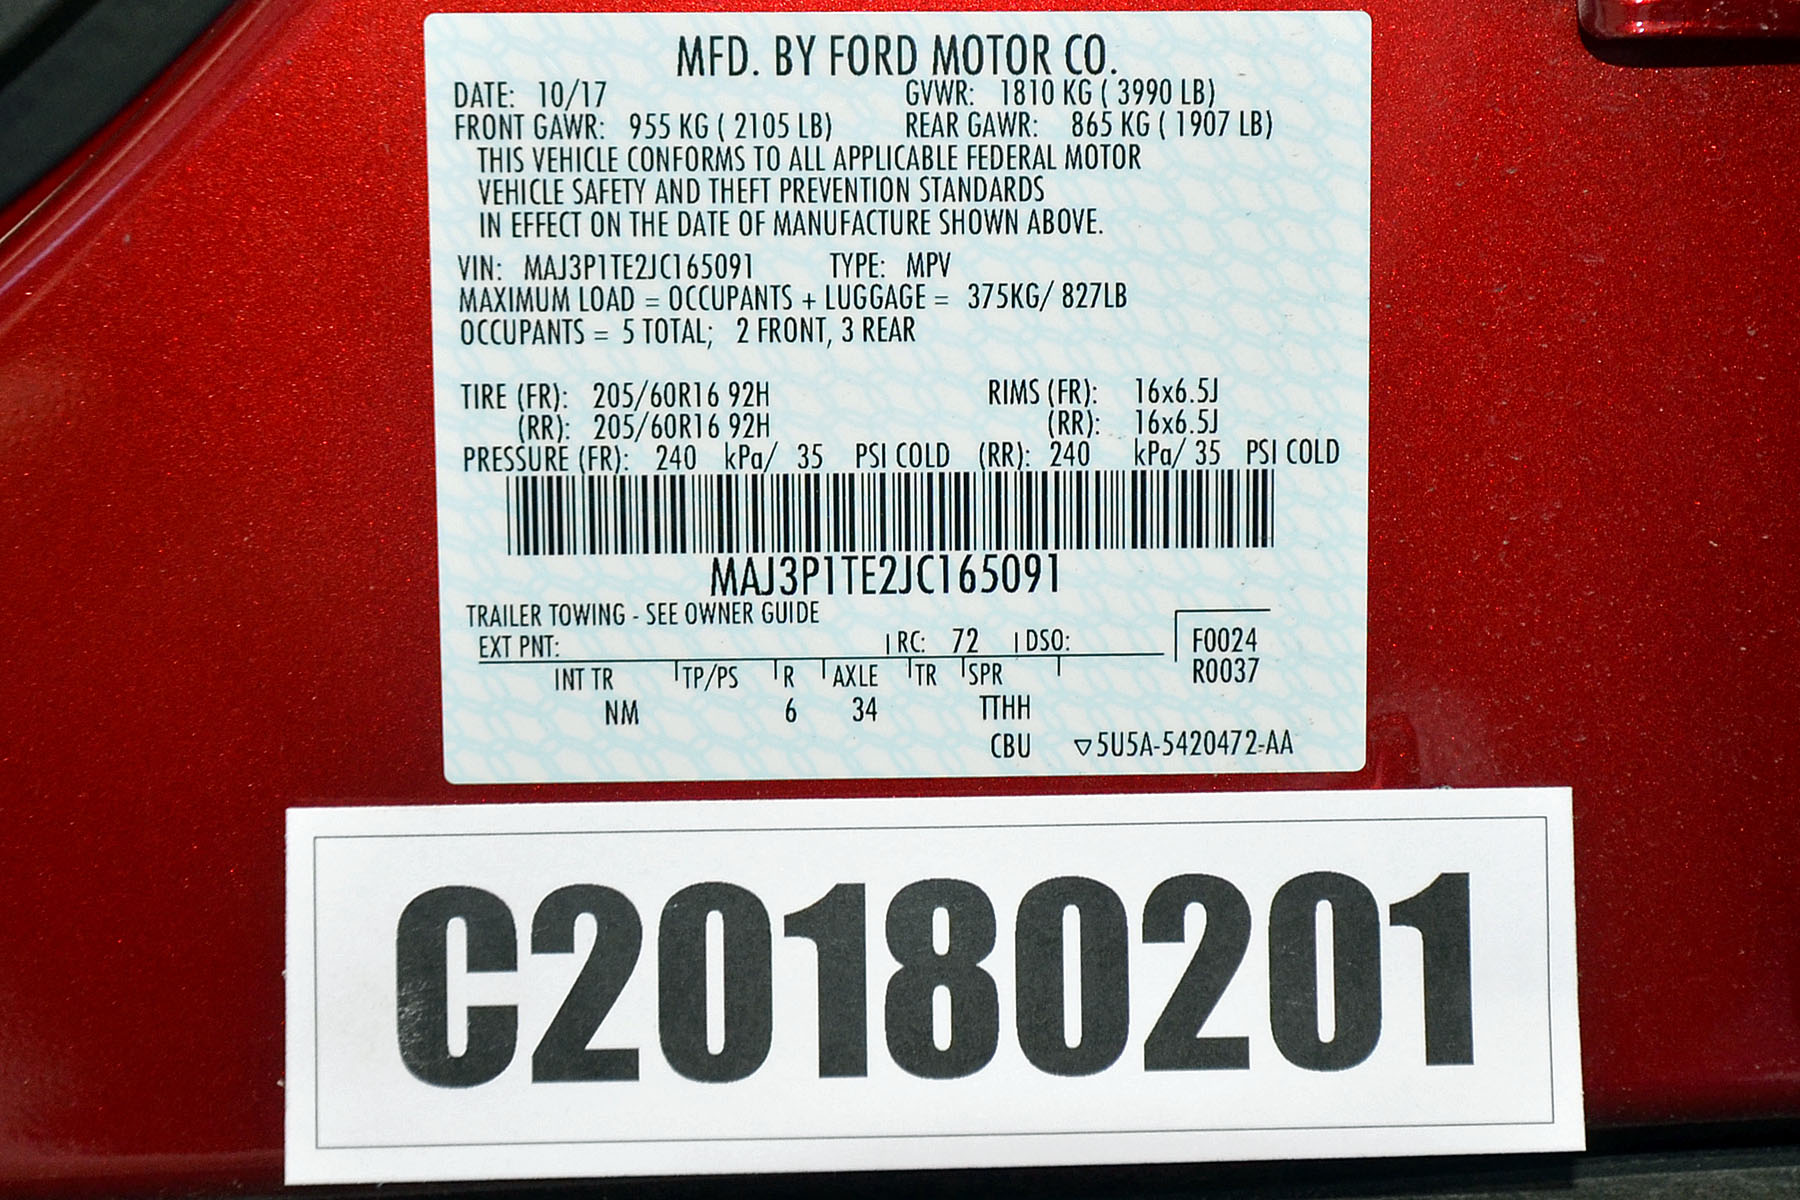 MFD. BY FORD MOTOR CO.
DATE: 10/17 GVWR: 1810 KG ( 3990 LB)
FRONT GAWR: 955 KG ( 2105 LB) REAR GAWR: 865 KG ( 1907 LB)
THIS VEHICLE CONFORMS TO ALL APPLICABLE FEDERAL MOTOR
VEHICLE SAFETY AND THEFT PREVENTION STANDARDS
IN EFFECT ON THE DATE OF MANUFACTURE SHOWN ABOVE.
VIN: MAJ3P1TE2JC165091 TYPE: MPV
MAXIMUM LOAD = OCCUPANTS + LUGGAGE = 375KG/ 827LB
OCCUPANTS = 5 TOTAL; 2 FRONT, 3 REAR
TIRE (FR): 205/60R16 92H RIMS (FR): 16x6.5J
(RR): 205/60R16 92H (RR): 16x6.5J
PRESSURE (FR): 240 kPa/ 35 PSI COLD (RR): 240 kPa/ 35 PSI COLD
MAJ3P1TE2JC165091
TRAILER TOWING - SEE OWNER GUIDE
EXT PNT: RC: 72 DSO: F0024
INT TR TP/PS R AXLE TR SPR R0037
NM 6 34 TTHH
CBU ▽5U5A-5420472-AA
C20180201